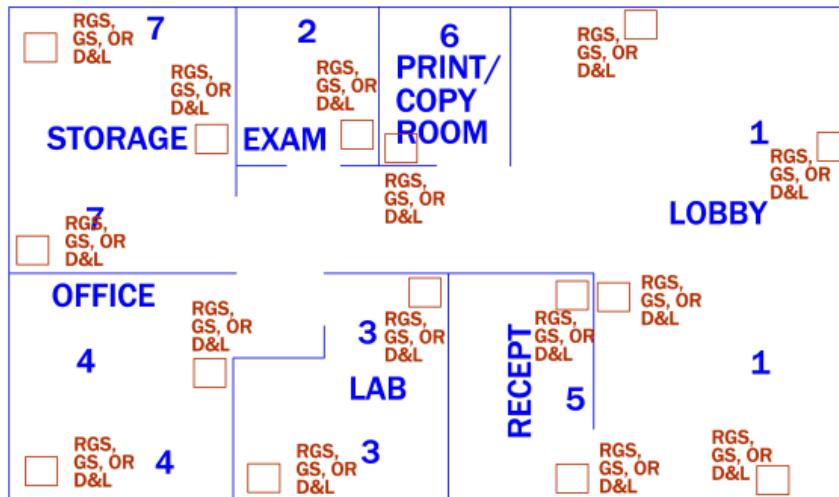 RGS,
GS, OR
D&L
7
2
6
RGS,
GS, OR
D&L
RGS,
GS, OR
D&L
RGS,
GS, OR
D&L
PRINT/
COPY
ROOM
STORAGE
EXAM
1
RGS,
GS, OR
D&L
RGS,
GS, OR
D&L
LOBBY
7
RGS,
GS, OR
D&L
OFFICE
RGS,
GS, OR
D&L
RGS,
GS, OR
D&L
3
RGS,
GS, OR
D&L
RGS,
GS, OR
D&L
4
LAB
RECEPT
1
5
RGS,
GS, OR
D&L
4
RGS,
GS, OR
D&L
3
RGS,
GS, OR
D&L
RGS,
GS, OR
D&L